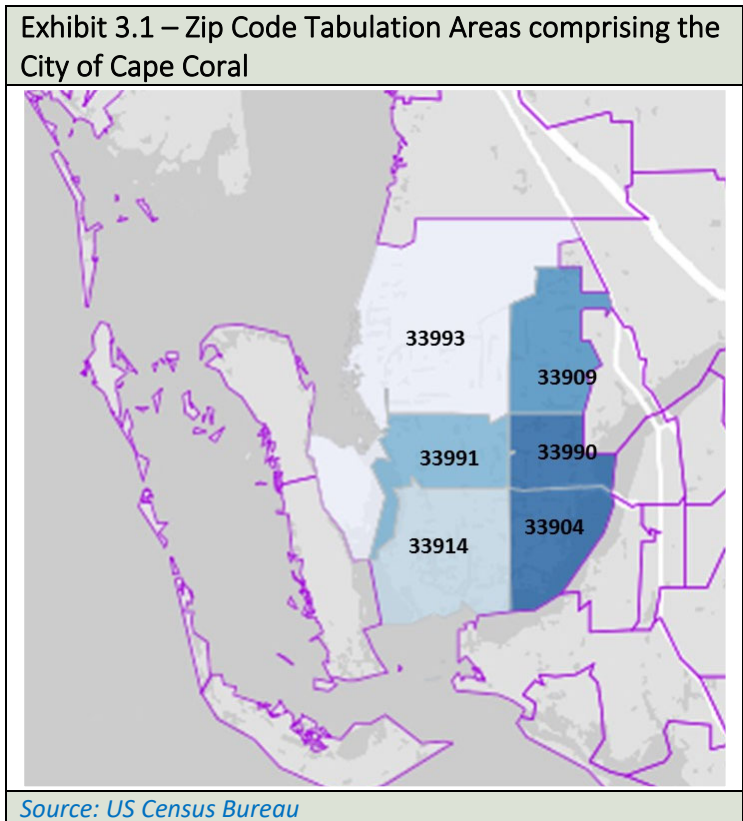 Exhibit 3.1 – Zip Code Tabulation Areas comprising the
City of Cape Coral
33993
33909
33991
33990
33904
33914
Source: US Census Bureau